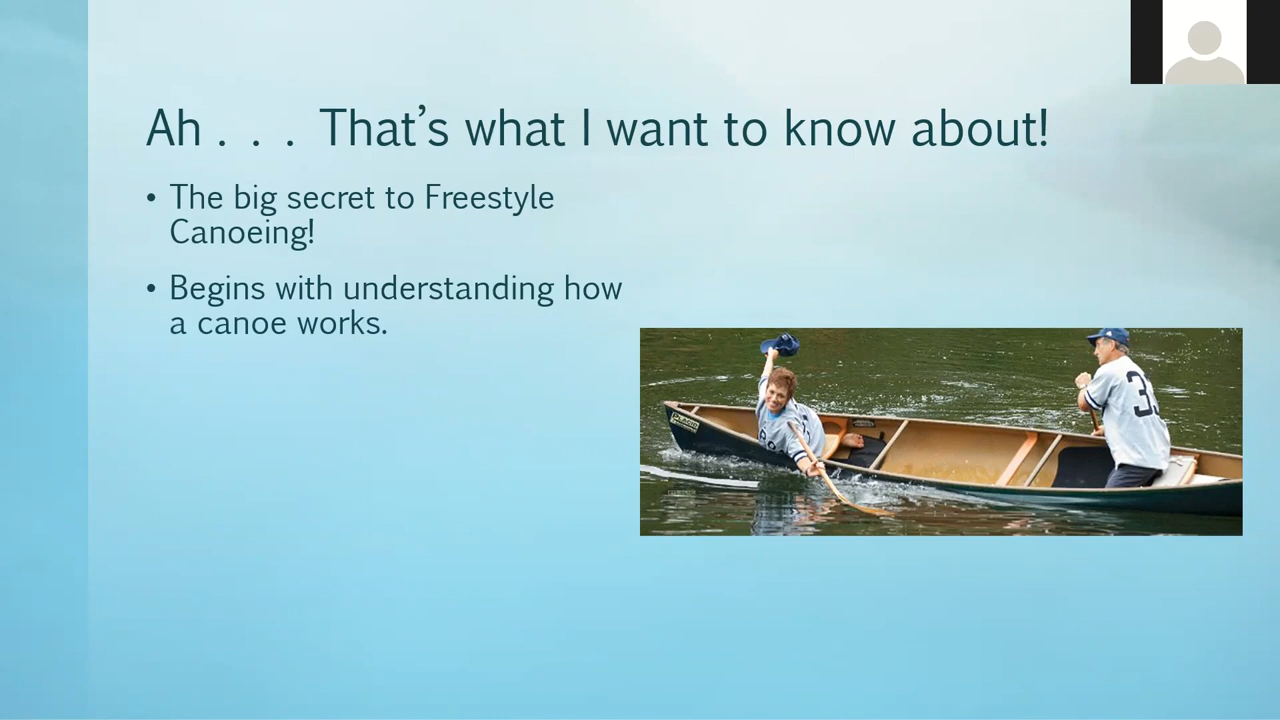 Ah . . . That’s what I want to know about!
• The big secret to Freestyle
Canoeing!
• Begins with understanding how
a canoe works.